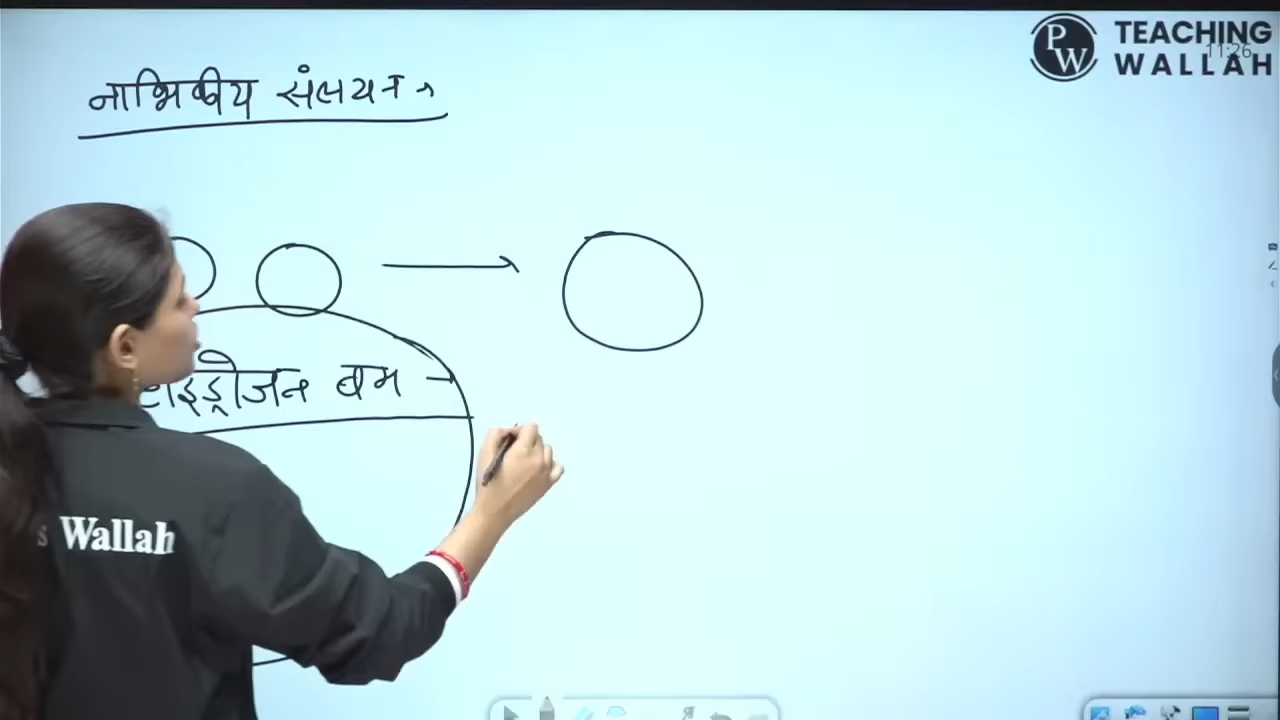 नाभिकीय संलयन
PW TEACHING
WALLAH
11:26
हाइड्रोजन बम →
s Wallah